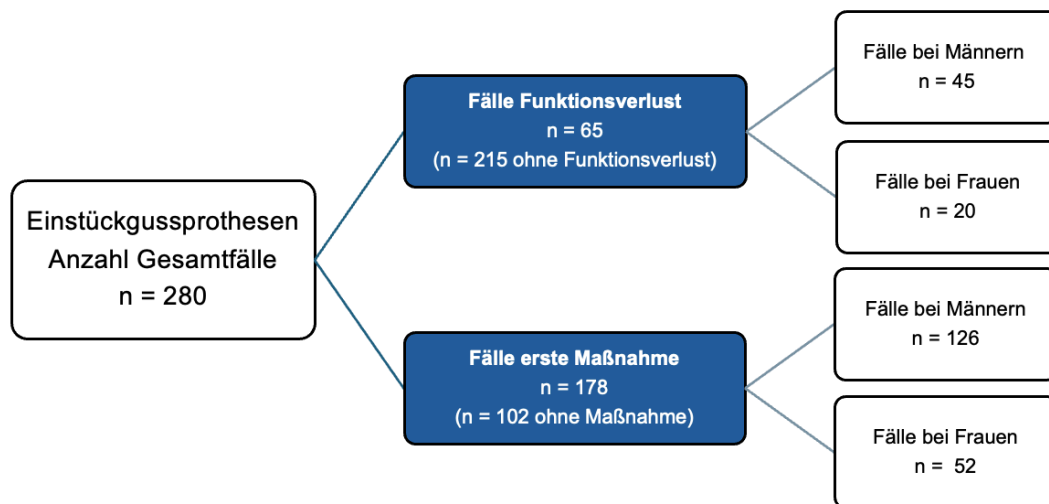 Einstückgussprothesen
Anzahl Gesamtfälle
n = 280
Fälle Funktionsverlust
n = 65
(n = 215 ohne Funktionsverlust)
Fälle bei Männern
n = 45
Fälle bei Frauen
n = 20
Fälle erste Maßnahme
n = 178
(n = 102 ohne Maßnahme)
Fälle bei Männern
n = 126
Fälle bei Frauen
n =  52